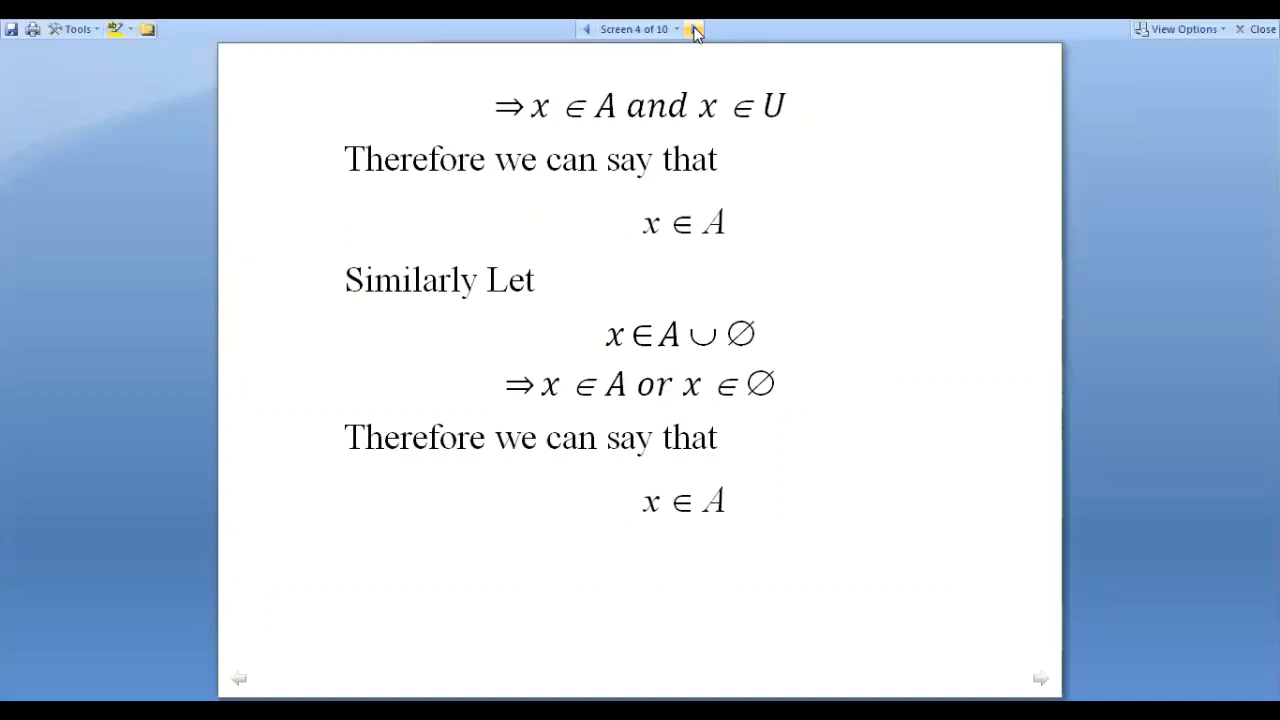 Tools
Screen 4 of 10
View Options
Close
⇒ x ∈ A and x ∈ U
Therefore we can say that
x ∈ A
Similarly Let
x ∈ A ∪ ∅
⇒ x ∈ A or x ∈ ∅
Therefore we can say that
x ∈ A